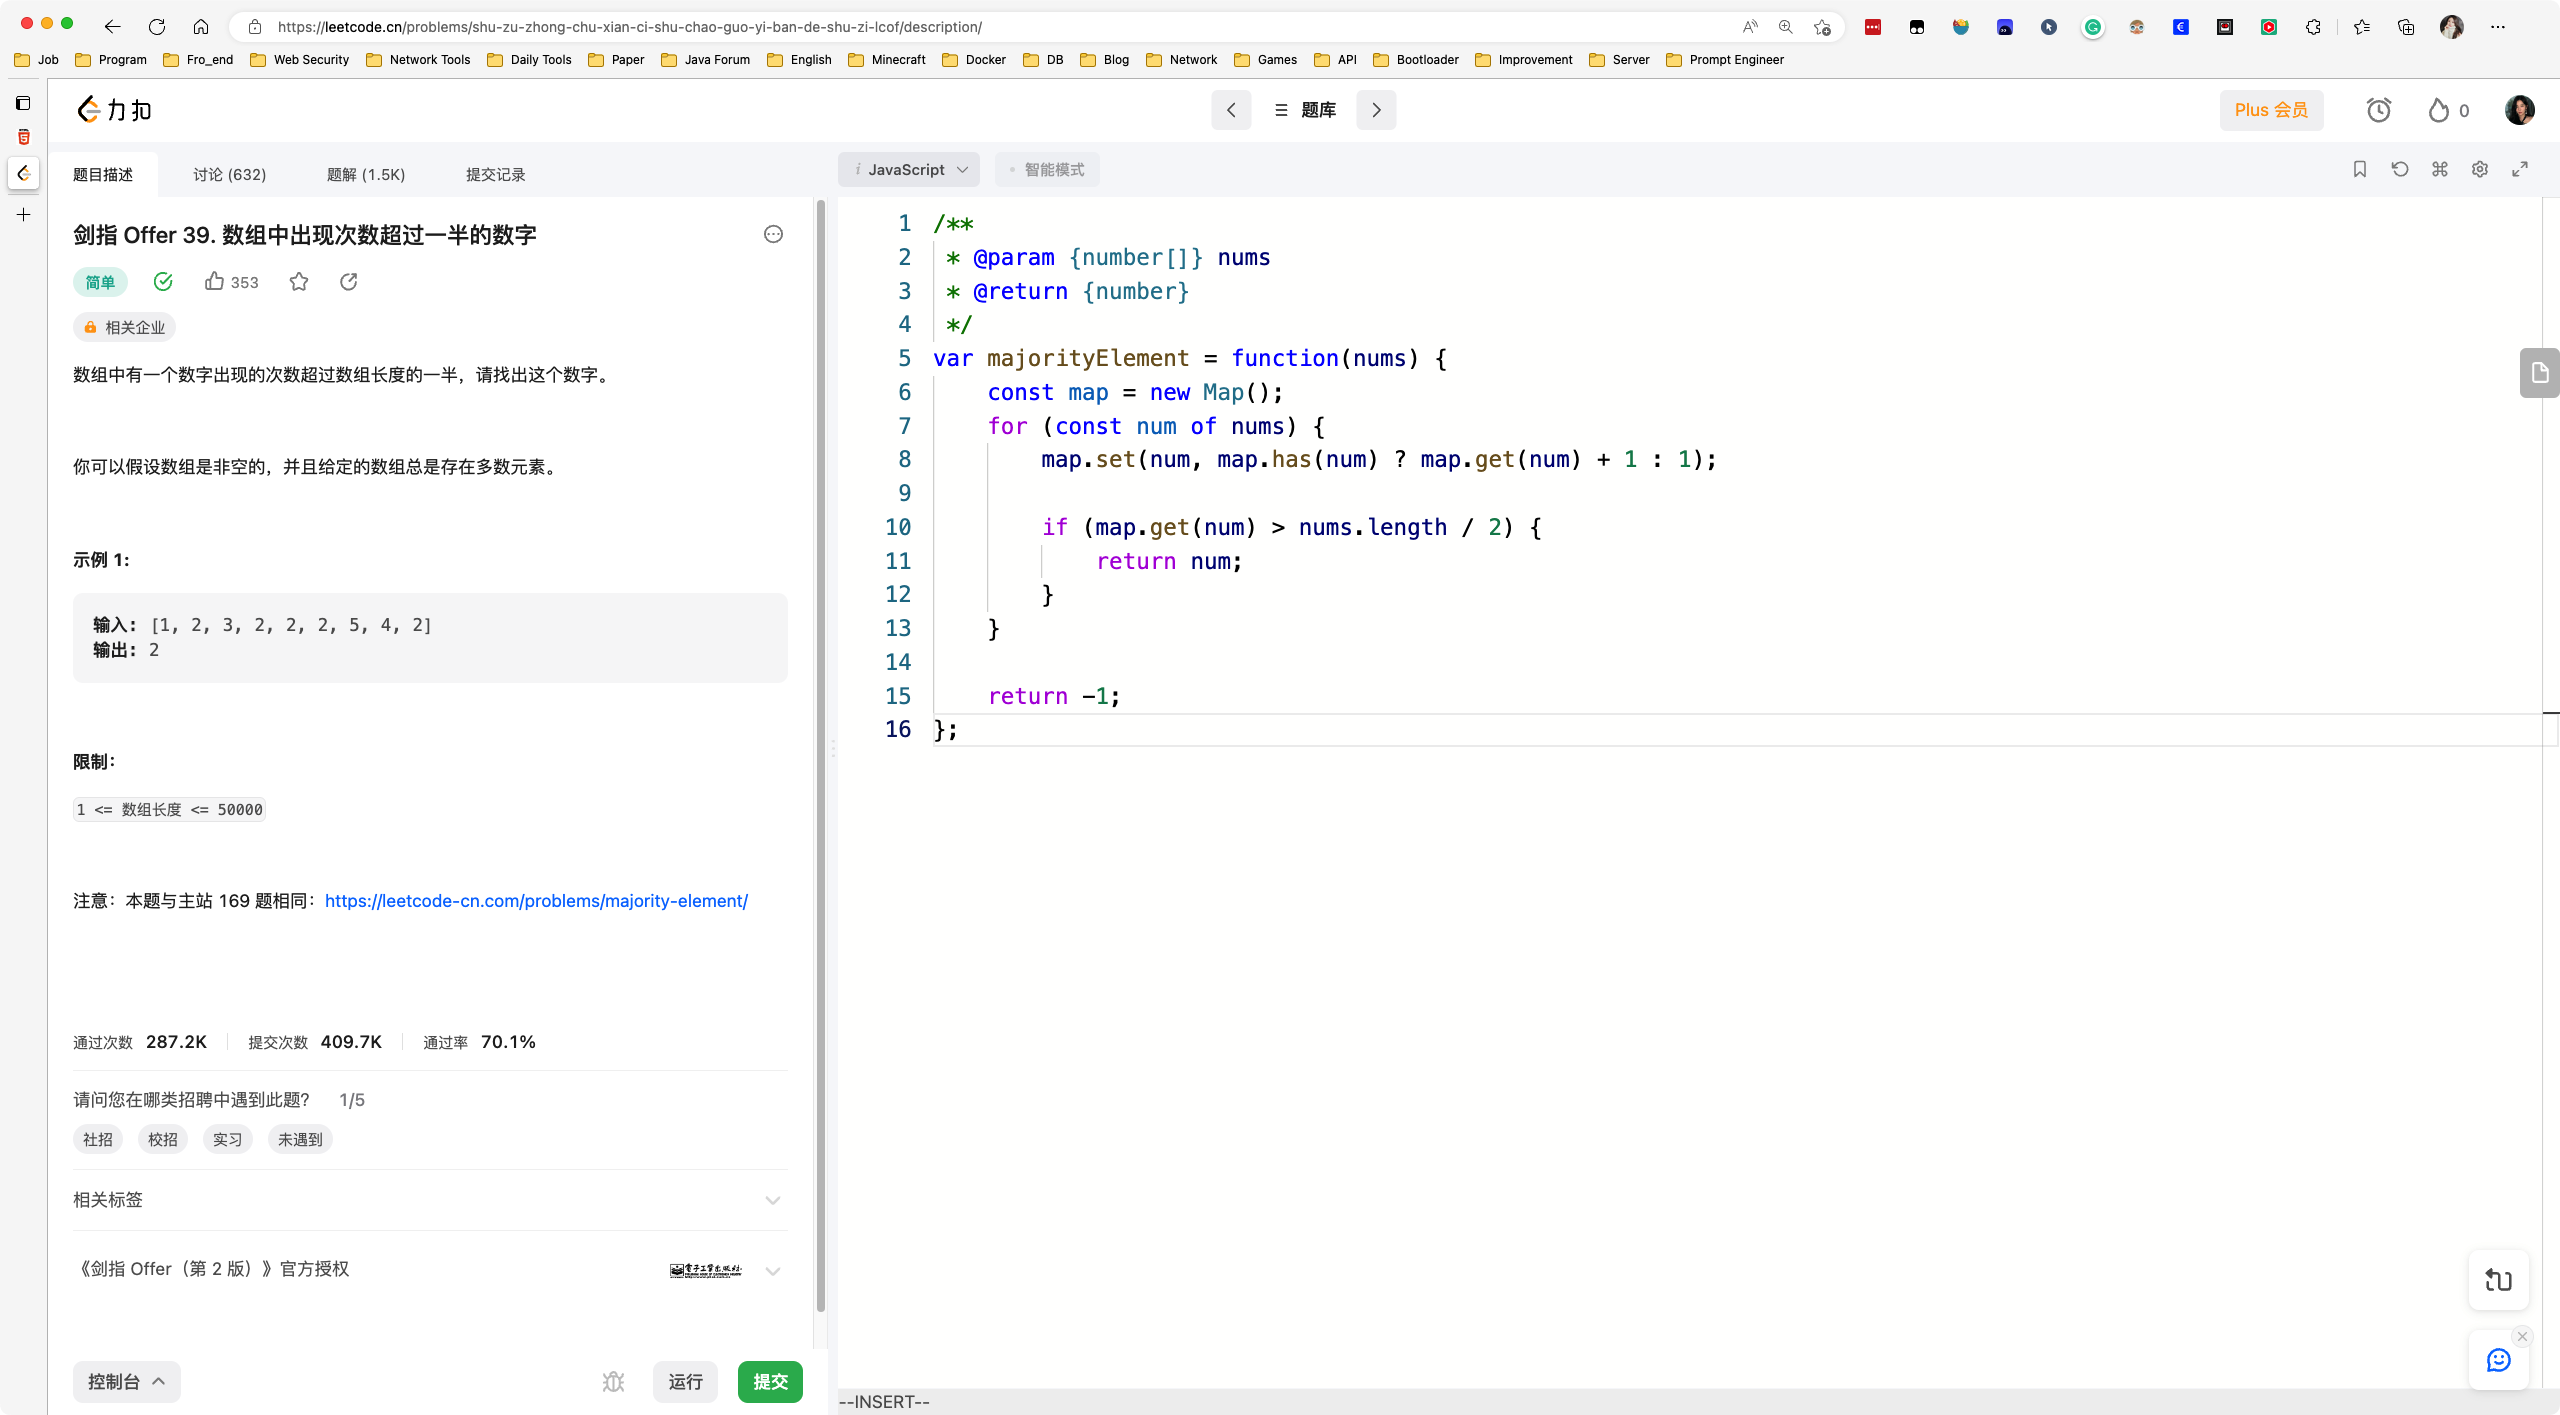 https://leetcode.cn/problems/shu-zu-zhong-chu-xian-ci-shu-chao-guo-yi-ban-de-shu-zi-lcof/description/
Job Program Fro_end Web Security Network Tools Daily Tools Paper Java Forum English Minecraft Docker DB Blog Network Games API Bootloader Improvement Server Prompt Engineer
力扣
题库
Plus 会员
0
题目描述 讨论 (632) 题解 (1.5K) 提交记录
剑指 Offer 39. 数组中出现次数超过一半的数字
简单 353
相关企业
数组中有一个数字出现的次数超过数组长度的一半，请找出这个数字。
你可以假设数组是非空的，并且给定的数组总是存在多数元素。
示例 1:
输入: [1, 2, 3, 2, 2, 2, 5, 4, 2]
输出: 2
限制：
1 <= 数组长度 <= 50000
注意：本题与主站 169 题相同：https://leetcode-cn.com/problems/majority-element/
通过次数 287.2K 提交次数 409.7K 通过率 70.1%
请问您在哪类招聘中遇到此题？ 1/5
社招 校招 实习 未遇到
相关标签
《剑指 Offer（第 2 版）》官方授权
电子工业出版社
控制台 运行 提交
i JavaScript 智能模式
1 /**
2  * @param {number[]} nums
3  * @return {number}
4  */
5 var majorityElement = function(nums) {
6     const map = new Map();
7     for (const num of nums) {
8         map.set(num, map.has(num) ? map.get(num) + 1 : 1);
9
10         if (map.get(num) > nums.length / 2) {
11             return num;
12         }
13     }
14
15     return -1;
16 };
--INSERT--